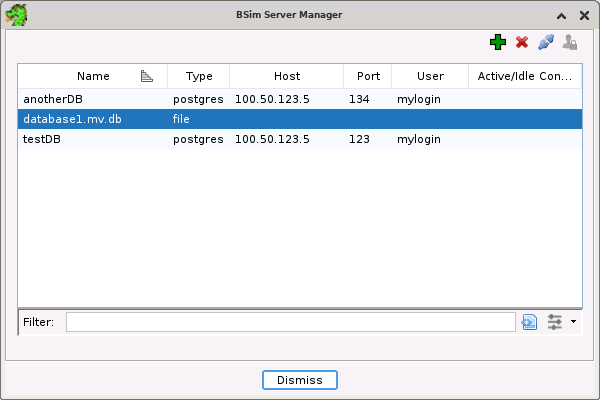 BSim Server Manager
Name Type Host Port User Active/Idle Con...
anotherDB postgres 100.50.123.5 134 mylogin
database1.mv.db file
testDB postgres 100.50.123.5 123 mylogin
Filter:
Dismiss